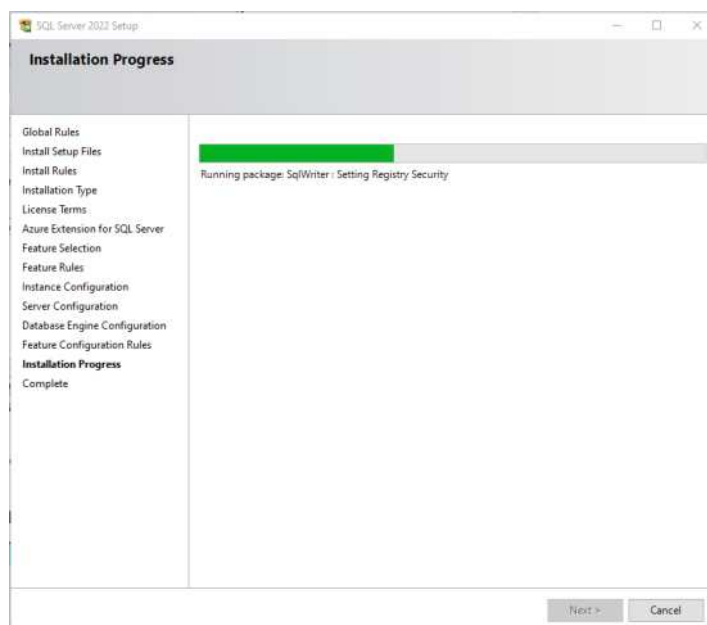 SQL Server 2022 Setup
Installation Progress
Global Rules
Install Setup Files
Install Rules
Installation Type
License Terms
Azure Extension for SQL Server
Feature Selection
Feature Rules
Instance Configuration
Server Configuration
Database Engine Configuration
Feature Configuration Rules
Installation Progress
Complete
Running package: SqlWriter : Setting Registry Security
Next >
Cancel